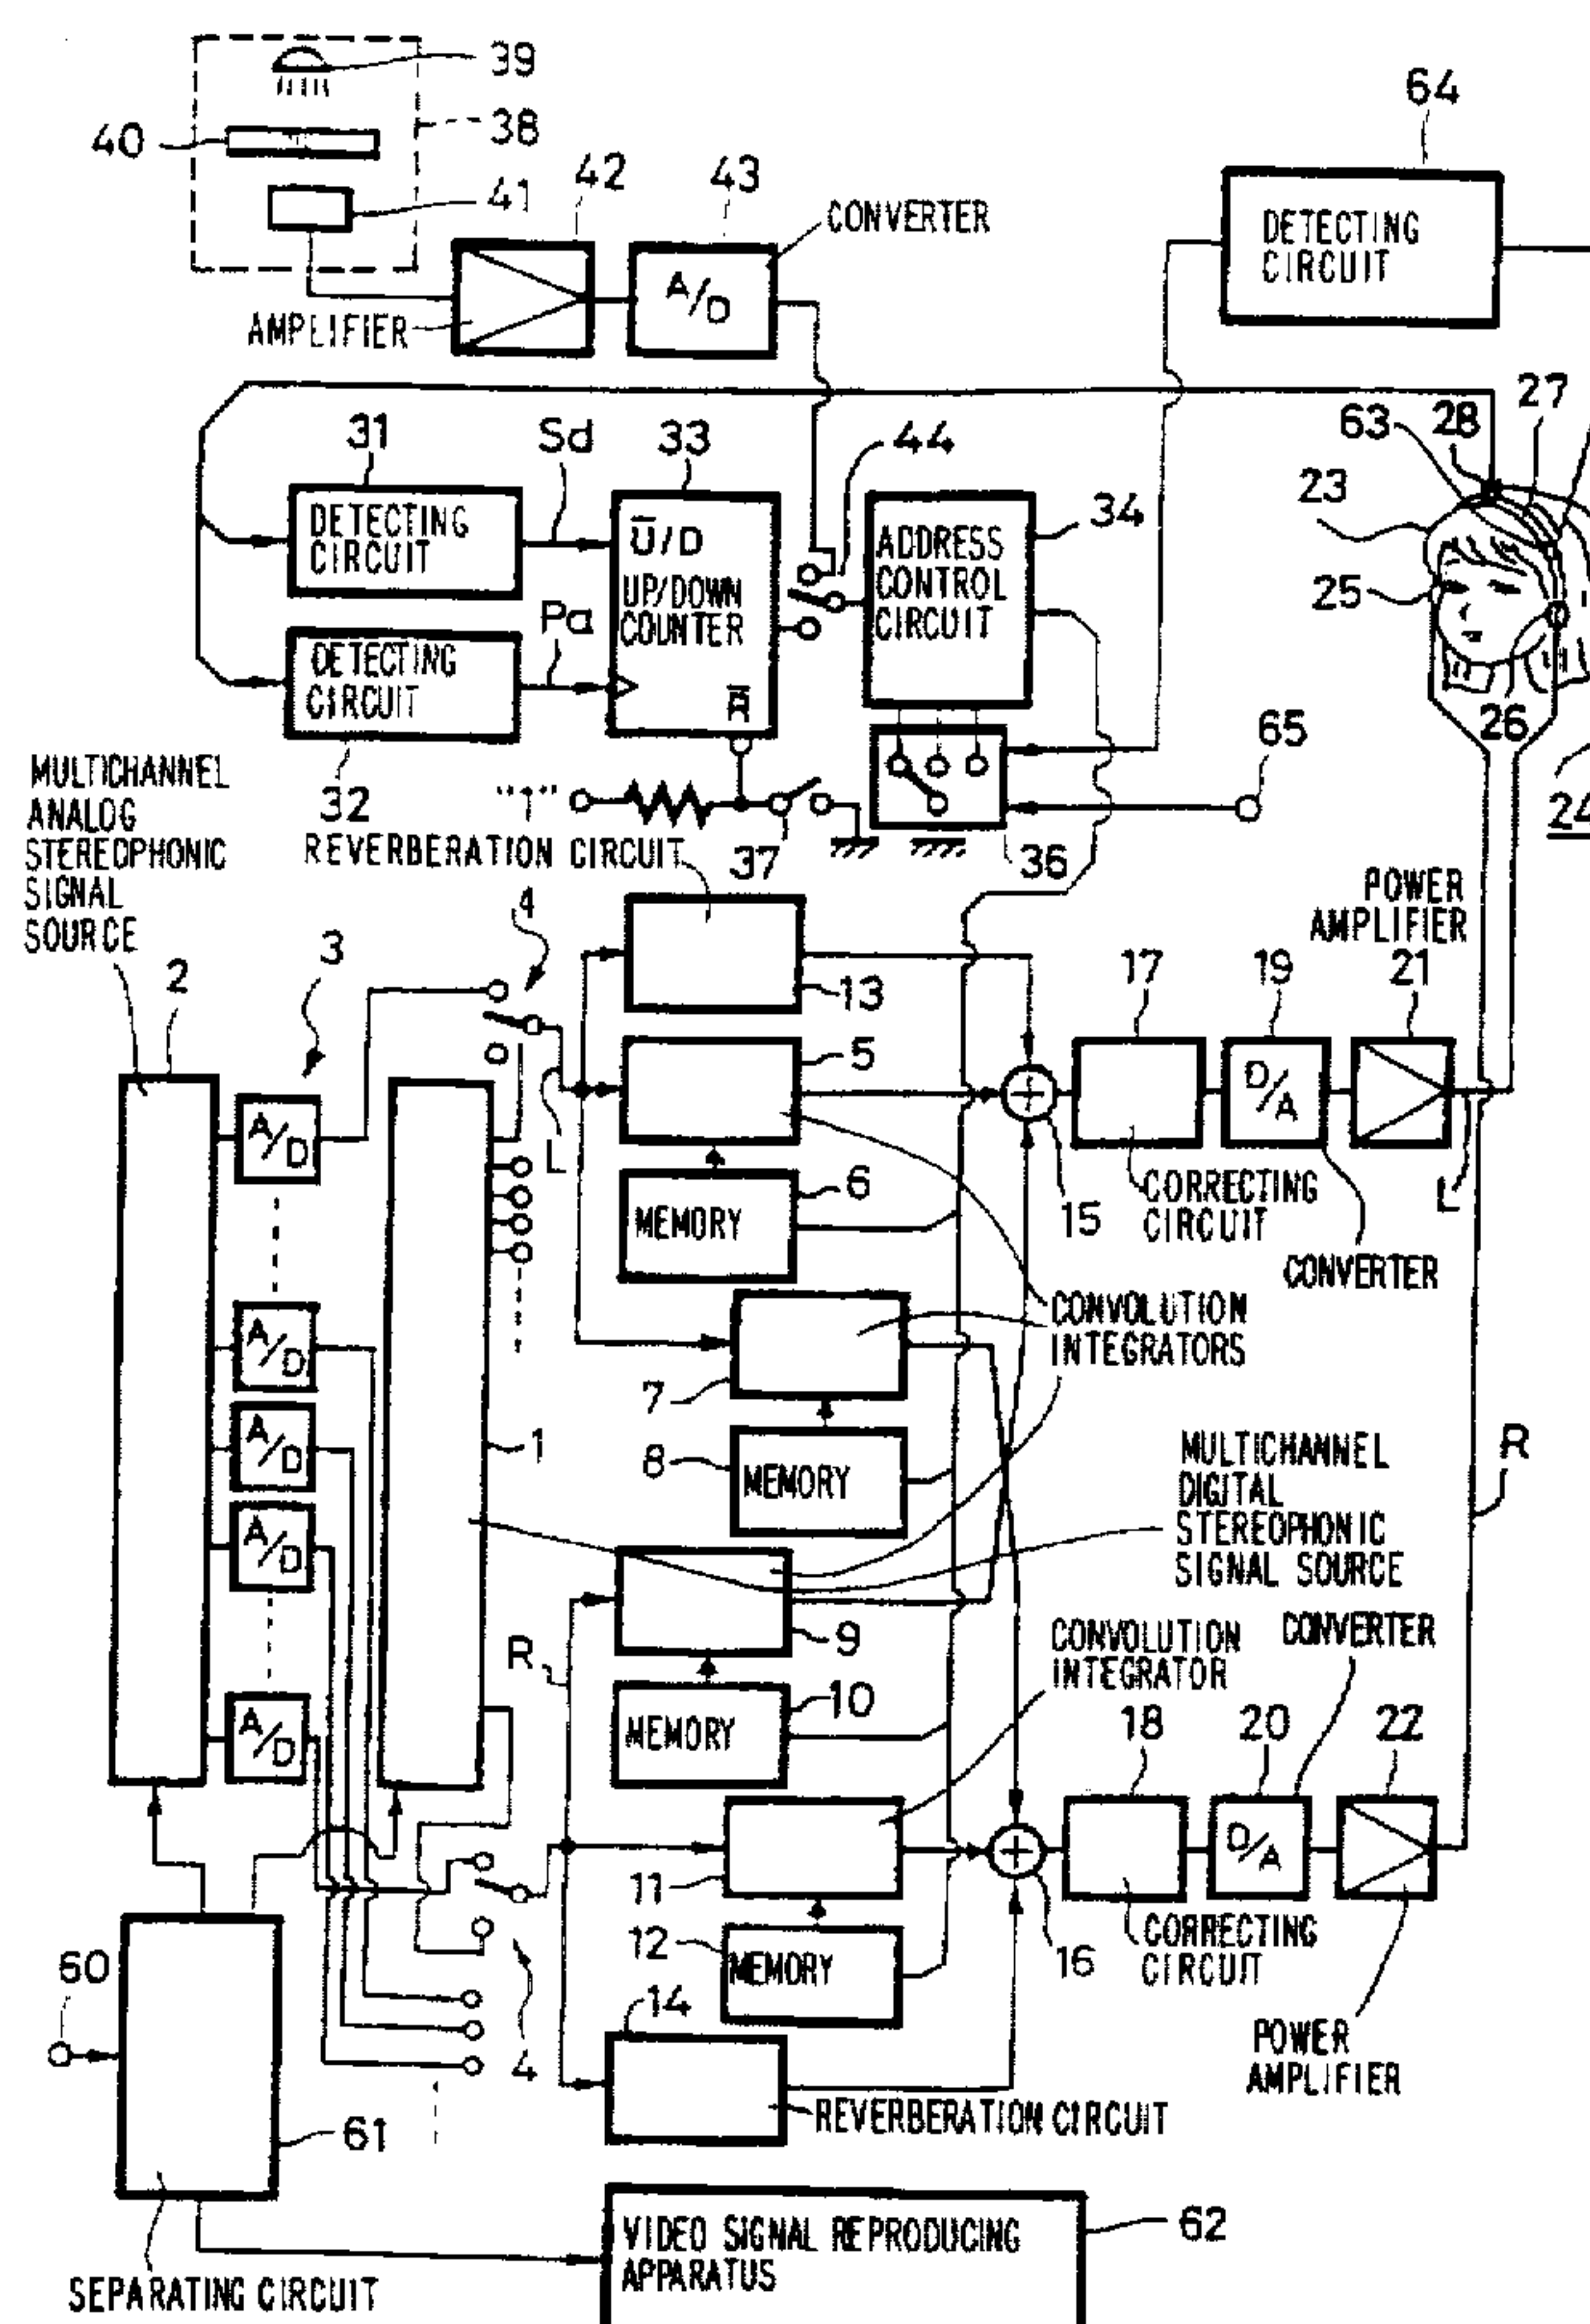 39
40
38
41
42
43
CONVERTER
64
DETECTING
CIRCUIT
A/D
AMPLIFIER
31
Sd
33
44
63
28
27
23
34
DETECTING
CIRCUIT
U̅/D
UP/DOWN
COUNTER
ADDRESS
CONTROL
CIRCUIT
25
Pa
DETECTING
CIRCUIT
R̅
26
65
32
"1"
37
36
24
MULTICHANNEL
ANALOG
STEREOPHONIC
SIGNAL
SOURCE
REVERBERATION CIRCUIT
4
POWER
AMPLIFIER
2
3
13
17
19
21
5
A/D
D/A
L
6
MEMORY
15
CORRECTING
CIRCUIT
L
CONVERTER
A/D
CONVOLUTION
INTEGRATORS
7
A/D
1
8
MEMORY
MULTICHANNEL
DIGITAL
STEREOPHONIC
SIGNAL SOURCE
R
A/D
9
R
CONVOLUTION
INTEGRATOR
CONVERTER
10
MEMORY
A/D
18
20
22
D/A
11
12
MEMORY
16
CORRECTING
CIRCUIT
60
14
4
POWER
AMPLIFIER
61
REVERBERATION CIRCUIT
62
VIDEO SIGNAL REPRODUCING
APPARATUS
SEPARATING CIRCUIT